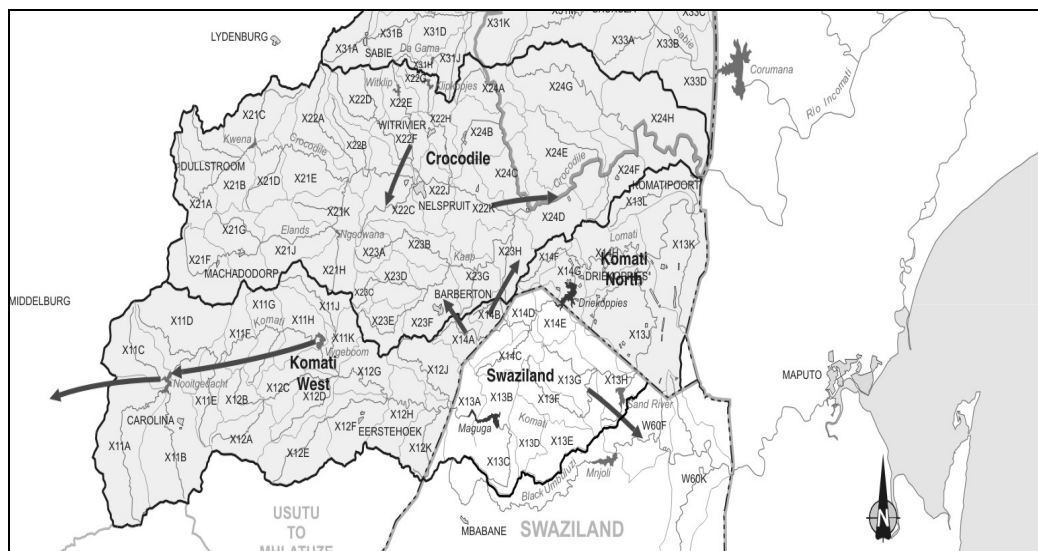 X31K
X33C
X31B
X31D
LYDENBURG
X31A
SABIE
Da Gama
X31H
X31J
X33A
X33B
Sabie
X33D
Corumana
Rio Incomati
Witklip
X22G
Klipkopjes
X24A
X24G
X22D
X22E
X21C
X22A
WITRIVIER
X22H
X22F
X24B
X24H
Kwena
Crocodile
X22B
Crocodile
X24E
DULLSTROOM
X21B
X21D
X21E
X24C
Crocodile
X24F
KOMATIPOORT
X22J
NELSPRUIT
X22K
X13L
X21A
X21K
X22C
X24D
X21G
Elands
Ngodwana
X23B
X23A
Lomati
X13K
X21F
X21J
Kaap
X23H
X14F
X14H
Komati
North
MACHADODORP
X21H
X23D
X23G
X14G
DRIEKOPPIES
MIDDELBURG
X11G
X23C
BARBERTON
Driekoppies
X11D
X11J
X11H
X23E
X23F
X14B
X14D
X14E
Komati
X11F
X11K
X14A
X13J
X11C
Vygeboom
Komati
West
X14C
Nooitgedacht
X12C
X12G
X12J
Swaziland
X13G
X13H
X11E
X12B
X12D
X13A
X13B
X13F
Sand River
MAPUTO
CAROLINA
X12H
X12F
EERSTEHOEK
Maguga
Komati
W60F
X11A
X12A
X12K
X13D
X13E
X11B
X12E
X13C
Black Umbuluzi
Mnjoli
W60K
USUTU
TO
MHLATUZE
MBABANE
SWAZILAND
N